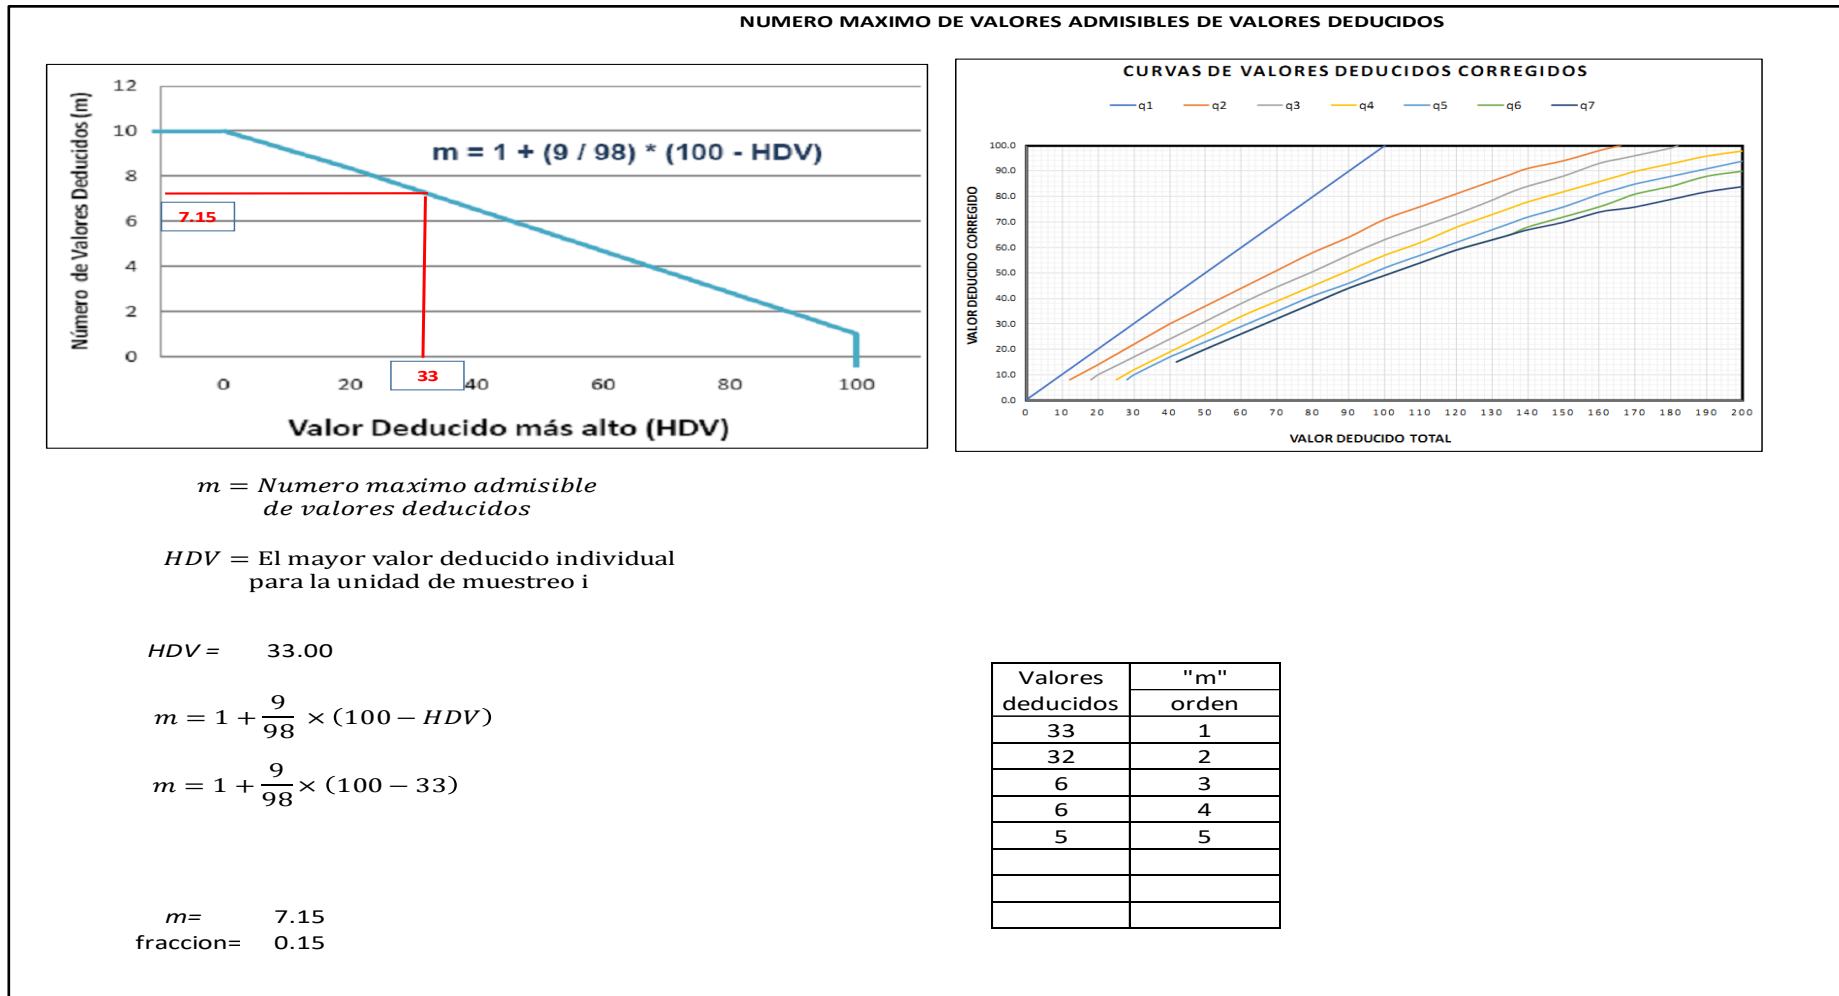 NUMERO MAXIMO DE VALORES ADMISIBLES DE VALORES DEDUCIDOS
Número de Valores Deducidos (m)
12
10
8
6
4
2
0
m = 1 + (9 / 98) * (100 - HDV)
7.15
33
0 20 40 60 80 100
Valor Deducido más alto (HDV)
CURVAS DE VALORES DEDUCIDOS CORREGIDOS
q1 q2 q3 q4 q5 q6 q7
VALOR DEDUCIDO CORREGIDO
100.0
90.0
80.0
70.0
60.0
50.0
40.0
30.0
20.0
10.0
0.0
0 10 20 30 40 50 60 70 80 90 100 110 120 130 140 150 160 170 180 190 200
VALOR DEDUCIDO TOTAL
m = Numero maximo admisible
de valores deducidos
HDV = El mayor valor deducido individual
para la unidad de muestreo i
HDV = 33.00
m = 1 + 9/98 × (100 − HDV)
m = 1 + 9/98 × (100 − 33)
m= 7.15
fraccion= 0.15
Valores "m"
deducidos orden
33 1
32 2
6 3
6 4
5 5